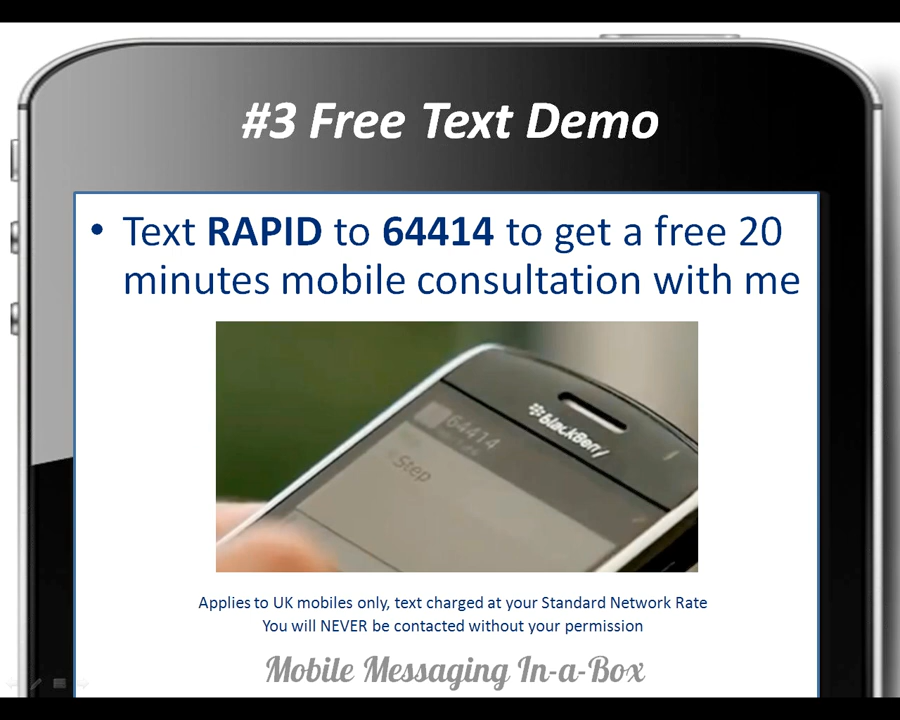 #3 Free Text Demo
• Text RAPID to 64414 to get a free 20
minutes mobile consultation with me
BlackBerry
64414
Step
Applies to UK mobiles only, text charged at your Standard Network Rate
You will NEVER be contacted without your permission
Mobile Messaging In-a-Box